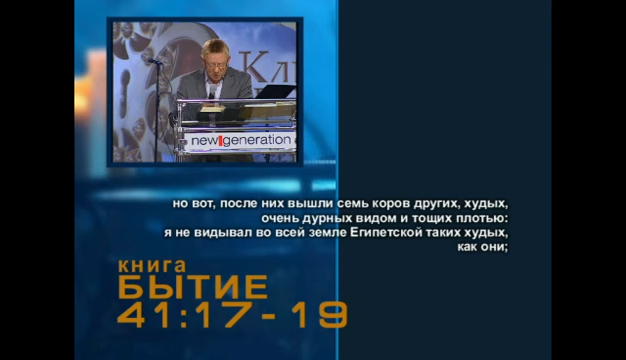 Кл
new generation
но вот, после них вышли семь коров других, худых,
очень дурных видом и тощих плотью:
я не видывал во всей земле Египетской таких худых,
как они;
книга
БЫТИЕ
41:17-19